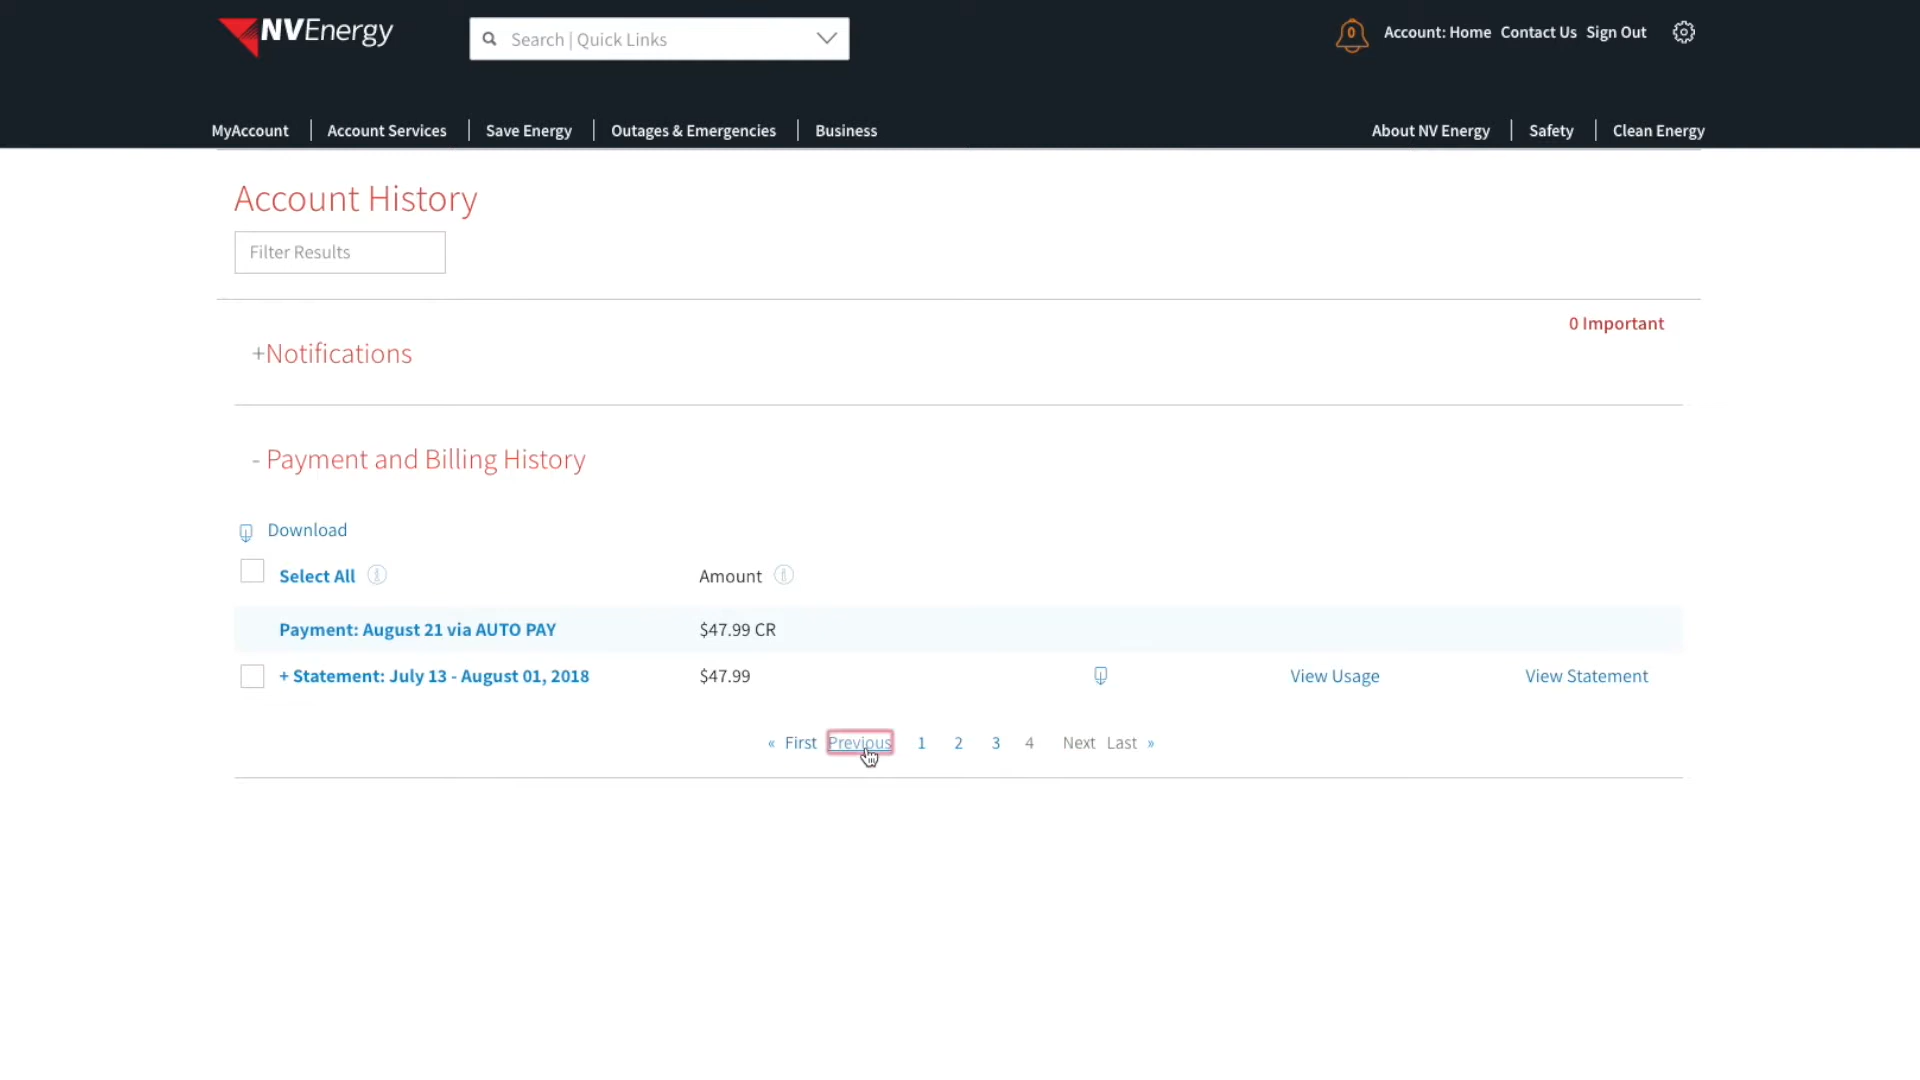 NVEnergy
Search | Quick Links
0
Account: Home Contact Us Sign Out
MyAccount
Account Services
Save Energy
Outages & Emergencies
Business
About NV Energy
Safety
Clean Energy
Account History
Filter Results
0 Important
+Notifications
- Payment and Billing History
Download
Select All
Amount
Payment: August 21 via AUTO PAY $47.99 CR
+ Statement: July 13 - August 01, 2018 $47.99 View Usage View Statement
« First Previous 1 2 3 4 Next Last »